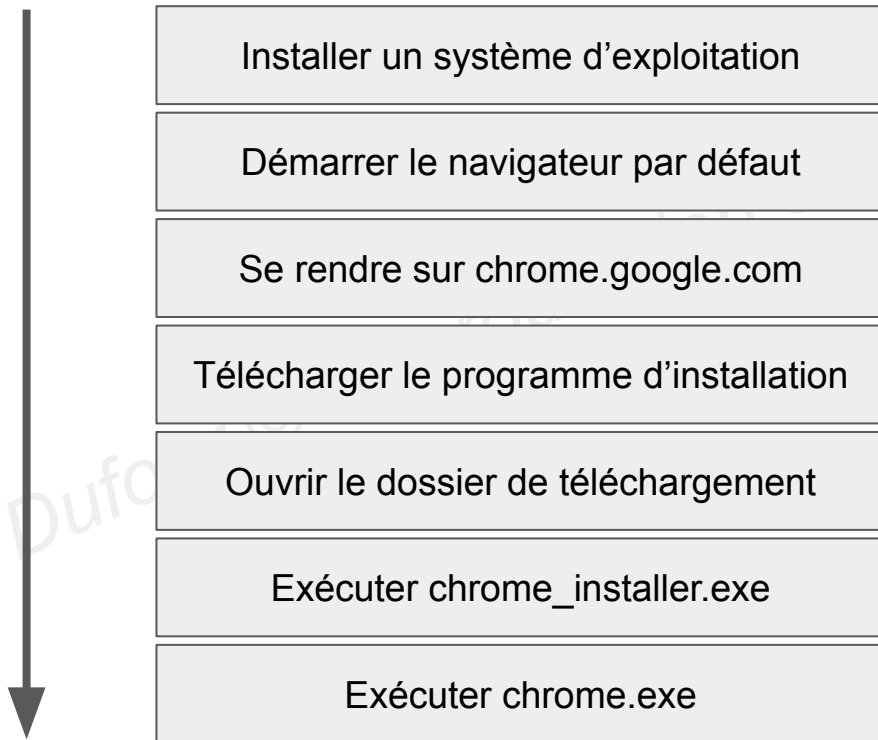 Installer un système d’exploitation
Démarrer le navigateur par défaut
Se rendre sur chrome.google.com
Télécharger le programme d’installation
Ouvrir le dossier de téléchargement
Exécuter chrome_installer.exe
Exécuter chrome.exe